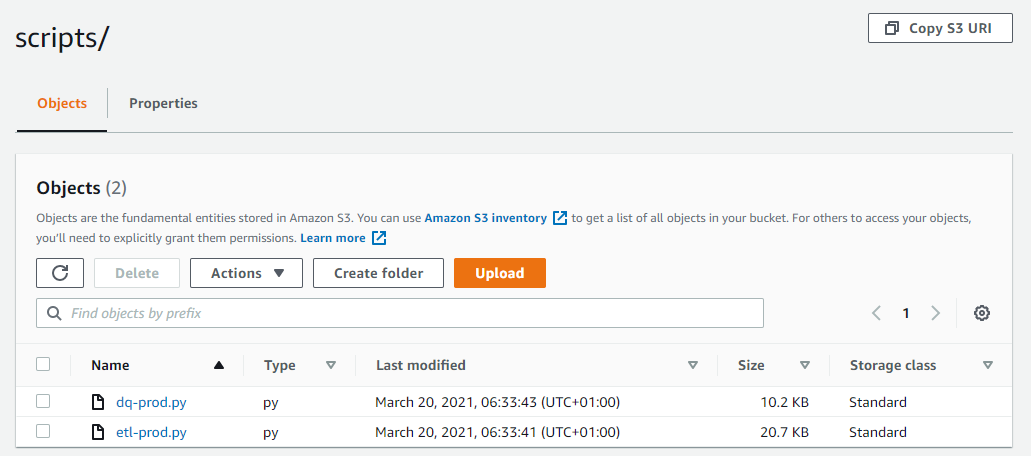 scripts/
Copy S3 URI
Objects
Properties
Objects (2)
Objects are the fundamental entities stored in Amazon S3. You can use Amazon S3 inventory to get a list of all objects in your bucket. For others to access your objects,
you'll need to explicitly grant them permissions. Learn more
Delete Actions Create folder Upload
Find objects by prefix 1
Name Type Last modified Size Storage class
dq-prod.py py March 20, 2021, 06:33:43 (UTC+01:00) 10.2 KB Standard
etl-prod.py py March 20, 2021, 06:33:41 (UTC+01:00) 20.7 KB Standard